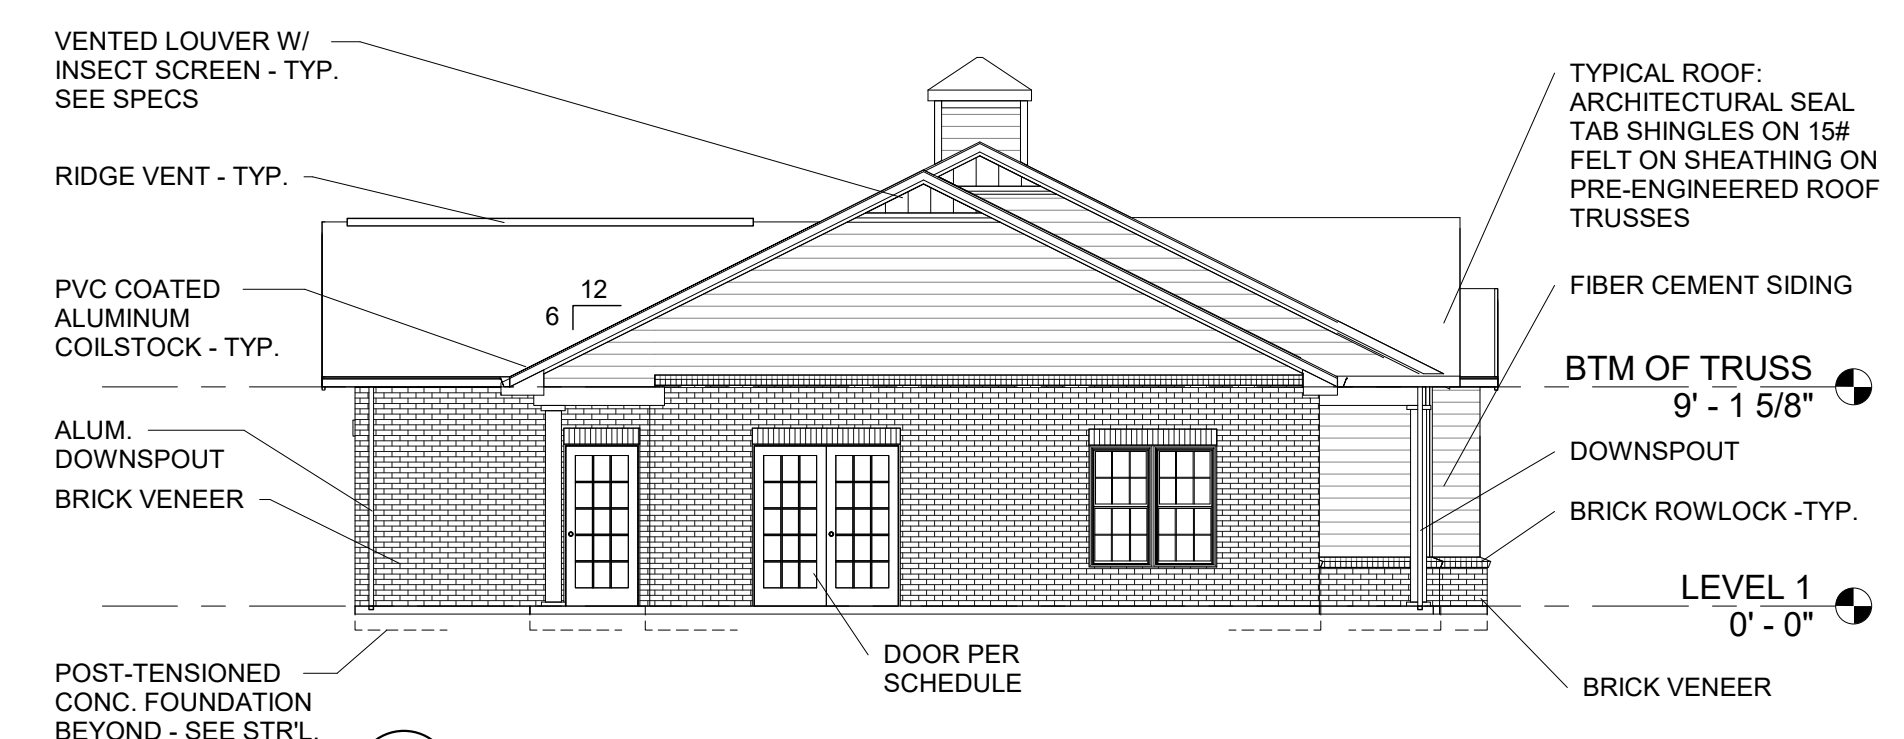 VENTED LOUVER W/
INSECT SCREEN - TYP.
SEE SPECS
RIDGE VENT - TYP.
PVC COATED
ALUMINUM
COILSTOCK - TYP.
12
6
ALUM.
DOWNSPOUT
BRICK VENEER
POST-TENSIONED
CONC. FOUNDATION
BEYOND - SEE STR'L.
DOOR PER
SCHEDULE
TYPICAL ROOF:
ARCHITECTURAL SEAL
TAB SHINGLES ON 15#
FELT ON SHEATHING ON
PRE-ENGINEERED ROOF
TRUSSES
FIBER CEMENT SIDING
BTM OF TRUSS
9' - 1 5/8"
DOWNSPOUT
BRICK ROWLOCK -TYP.
LEVEL 1
0' - 0"
BRICK VENEER